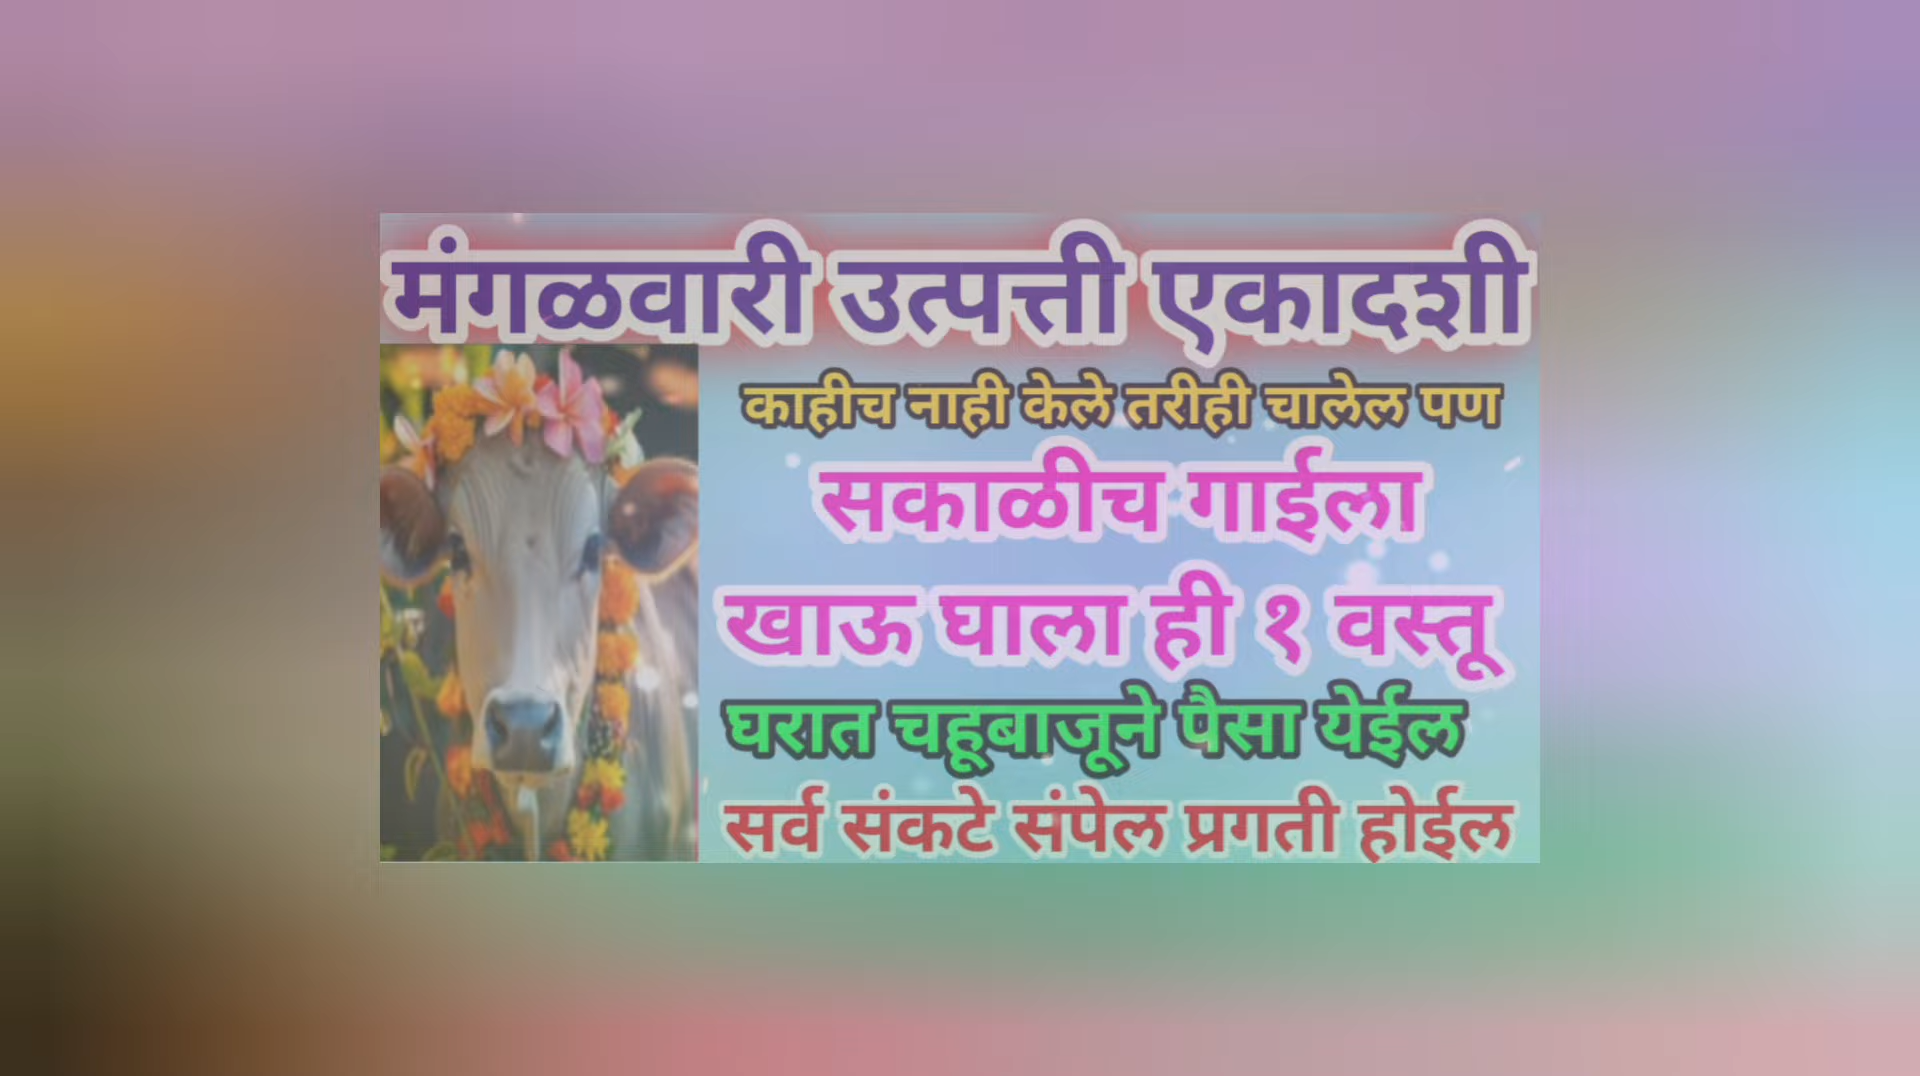 मंगळवारी उत्पत्ती एकादशी
काहीच नाही केले तरीही चालेल पण
सकाळीच गाईला
खाऊ घाला ही १ वस्तू
घरात चहूबाजूने पैसा येईल
सर्व संकटे संपेल प्रगती होईल